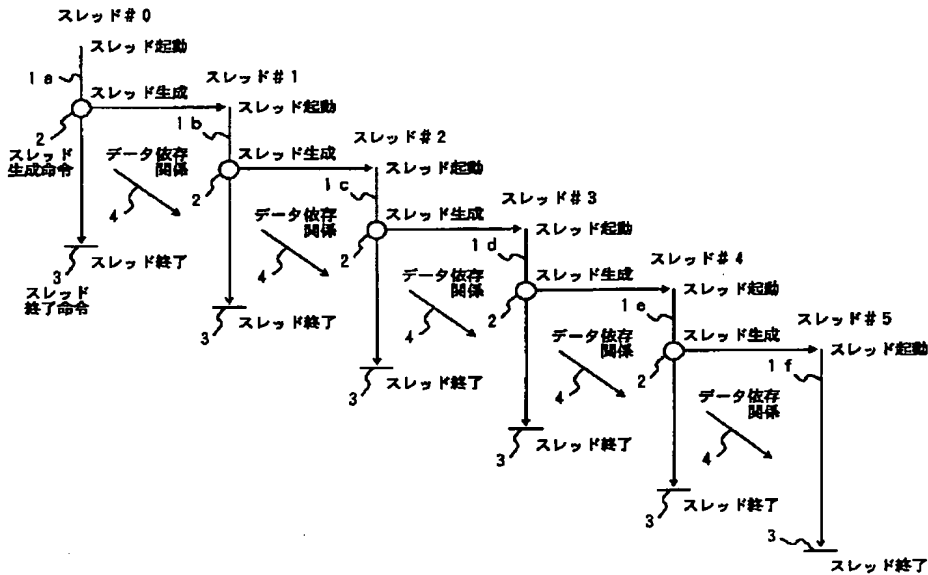 スレッド＃０
スレッド起動
１ａ
スレッド＃１
スレッド生成
スレッド起動
２
スレッド
生成命令
１ｂ
スレッド＃２
データ依存
関係
スレッド生成
スレッド起動
４
２
１ｃ
スレッド＃３
データ依存
関係
スレッド生成
スレッド起動
３
スレッド終了
４
２
１ｄ
スレッド＃４
スレッド
終了命令
データ依存
関係
スレッド生成
スレッド起動
３
スレッド終了
４
２
１ｅ
スレッド＃５
データ依存
関係
スレッド生成
スレッド起動
３
スレッド終了
４
２
１ｆ
データ依存
関係
３
スレッド終了
４
３
スレッド終了
３
スレッド終了